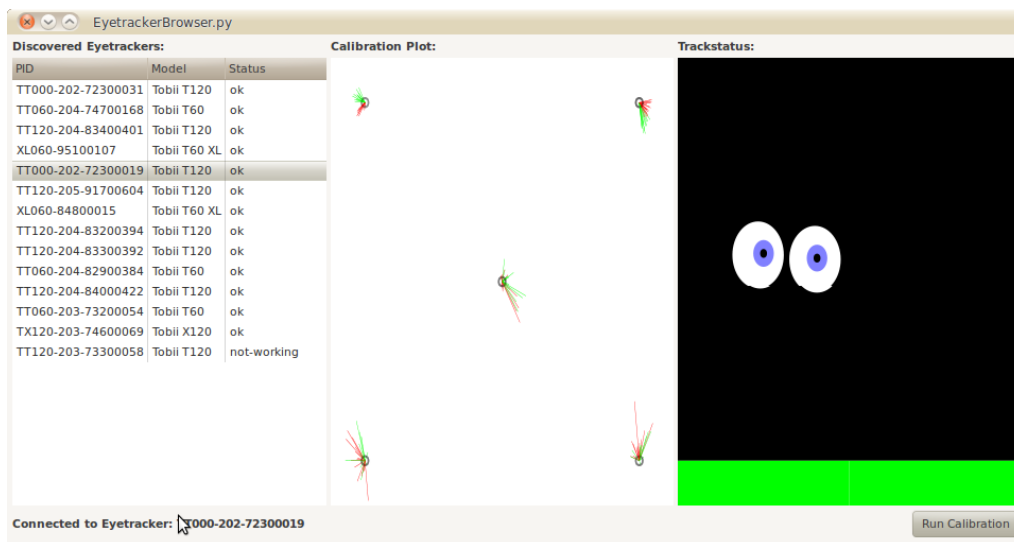 EyetrackerBrowser.py
Discovered Eyetrackers: Calibration Plot: Trackstatus:
PID Model Status
TT000-202-72300031 Tobii T120 ok
TT060-204-74700168 Tobii T60 ok
TT120-204-83400401 Tobii T120 ok
XL060-95100107 Tobii T60 XL ok
TT000-202-72300019 Tobii T120 ok
TT120-205-91700604 Tobii T120 ok
XL060-84800015 Tobii T60 XL ok
TT120-204-83200394 Tobii T120 ok
TT120-204-83300392 Tobii T120 ok
TT060-204-82900384 Tobii T60 ok
TT120-204-84000422 Tobii T120 ok
TT060-203-73200054 Tobii T60 ok
TX120-203-74600069 Tobii X120 ok
TT120-203-73300058 Tobii T120 not-working
Connected to Eyetracker: TT000-202-72300019 Run Calibration